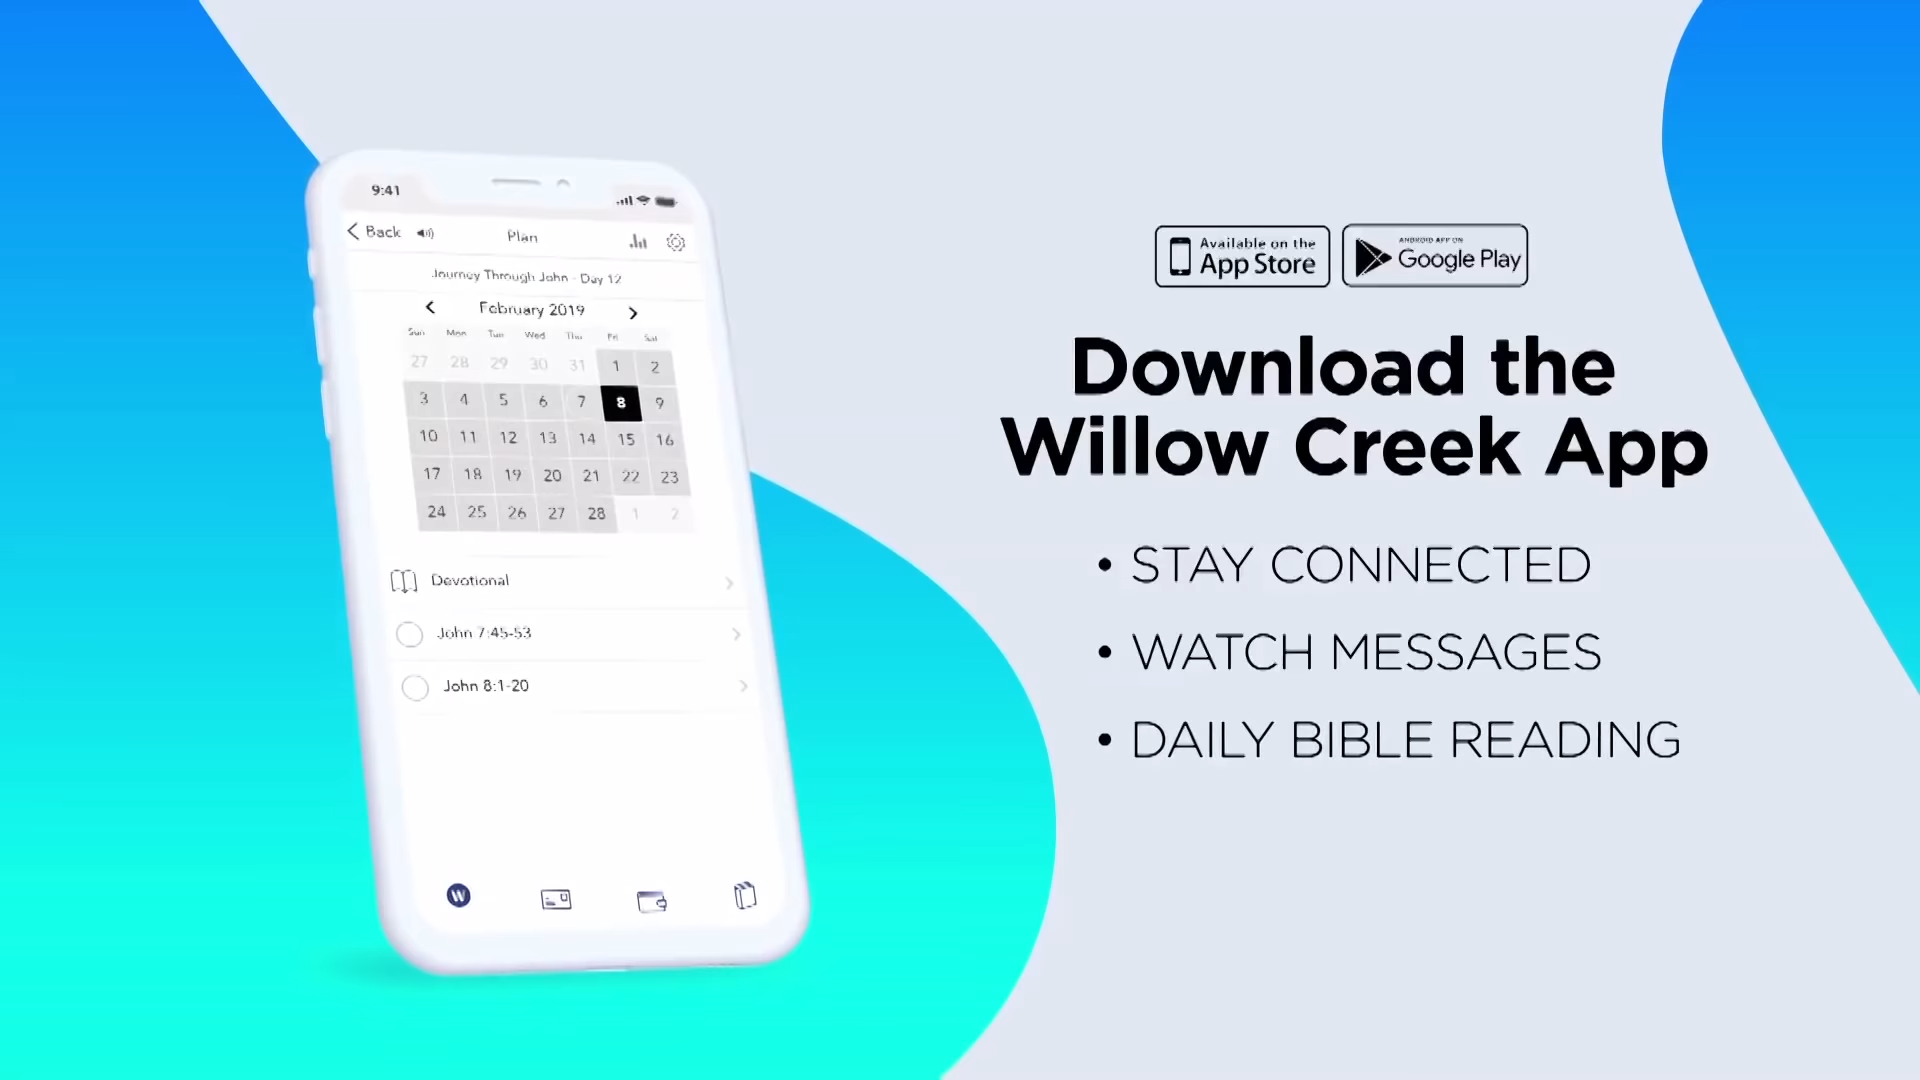 9:41
Back
Plan
Journey Through John - Day 12
February 2019
Sun Mon Tue Wed Thu Fri Sat
27 28 29 30 31 1 2
3 4 5 6 7 8 9
10 11 12 13 14 15 16
17 18 19 20 21 22 23
24 25 26 27 28 1 2
Devotional
John 7:45-53
John 8:1-20
W
Available on the
App Store
ANDROID APP ON
Google Play
Download the
Willow Creek App
• STAY CONNECTED
• WATCH MESSAGES
• DAILY BIBLE READING